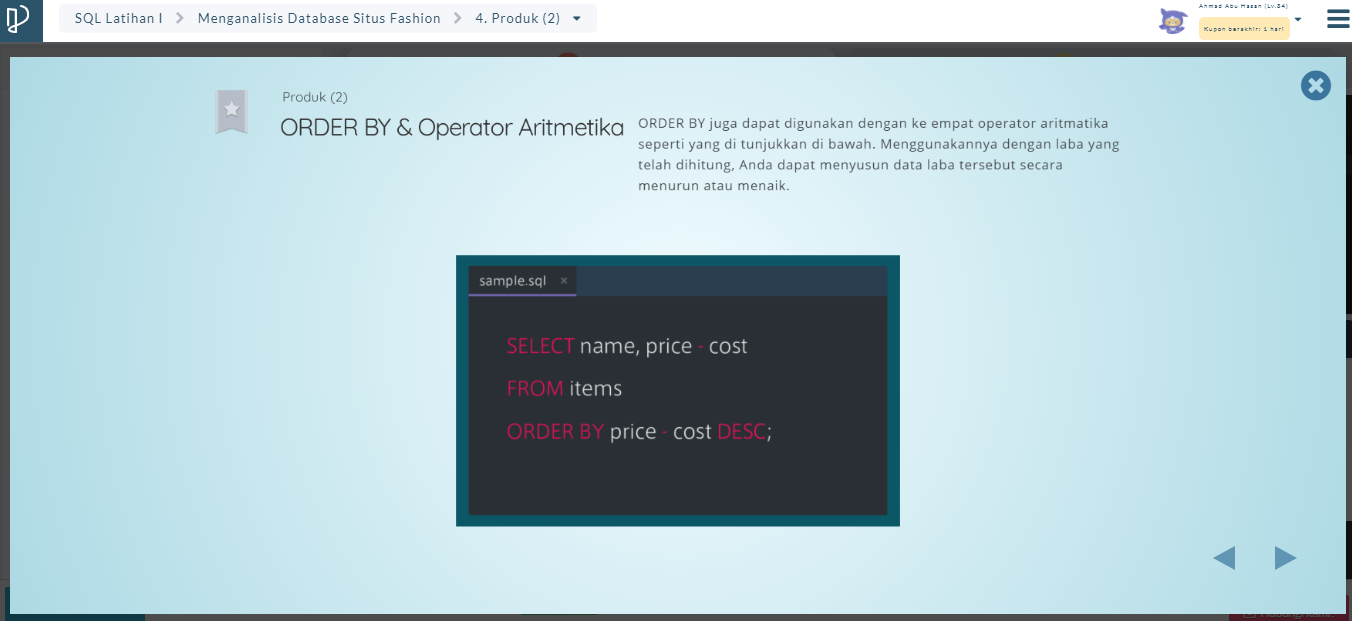 SQL Latihan I
Menganalisis Database Situs Fashion
4. Produk (2)
Ahmad Abu Hasan (Lv.84)
Kupon berakhir: 1 hari
Produk (2)
ORDER BY & Operator Aritmetika
ORDER BY juga dapat digunakan dengan ke empat operator aritmatika
seperti yang di tunjukkan di bawah. Menggunakannya dengan laba yang
telah dihitung, Anda dapat menyusun data laba tersebut secara
menurun atau menaik.
sample.sql ×
SELECT name, price - cost
FROM items
ORDER BY price - cost DESC;